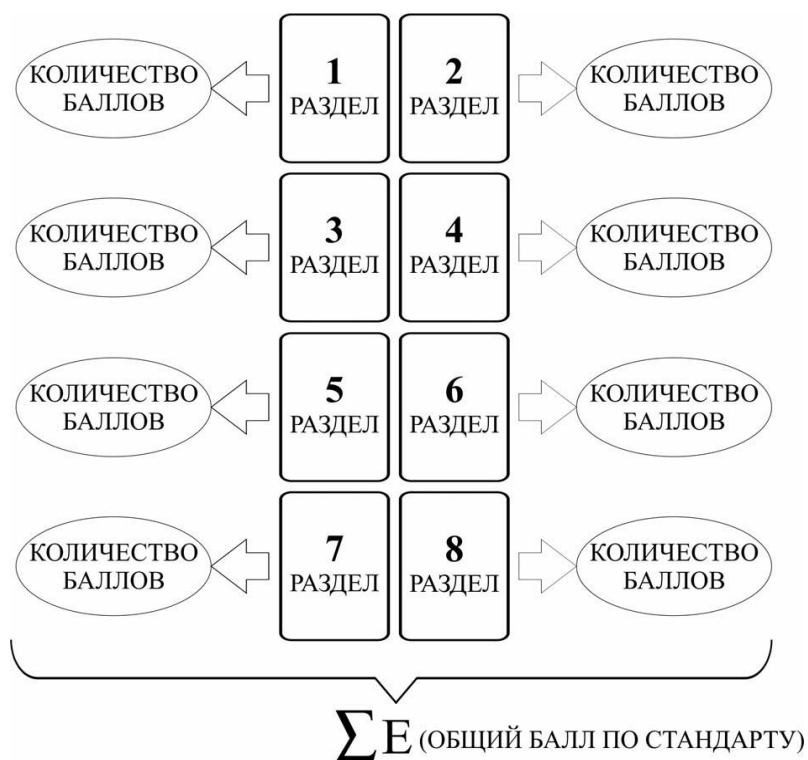 КОЛИЧЕСТВО
БАЛЛОВ
1
РАЗДЕЛ
2
РАЗДЕЛ
КОЛИЧЕСТВО
БАЛЛОВ
КОЛИЧЕСТВО
БАЛЛОВ
3
РАЗДЕЛ
4
РАЗДЕЛ
КОЛИЧЕСТВО
БАЛЛОВ
КОЛИЧЕСТВО
БАЛЛОВ
5
РАЗДЕЛ
6
РАЗДЕЛ
КОЛИЧЕСТВО
БАЛЛОВ
КОЛИЧЕСТВО
БАЛЛОВ
7
РАЗДЕЛ
8
РАЗДЕЛ
КОЛИЧЕСТВО
БАЛЛОВ
∑E (ОБЩИЙ БАЛЛ ПО СТАНДАРТУ)